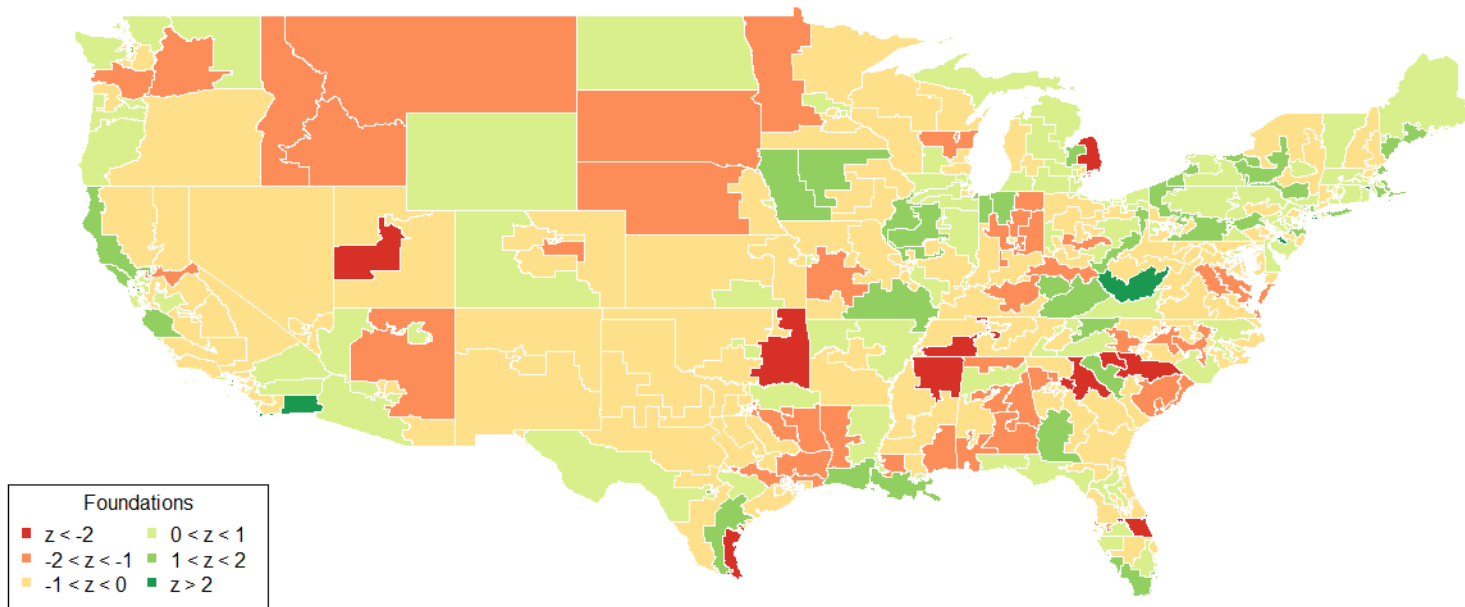 Foundations
z < -2
0 < z < 1
-2 < z < -1
1 < z < 2
-1 < z < 0
z > 2